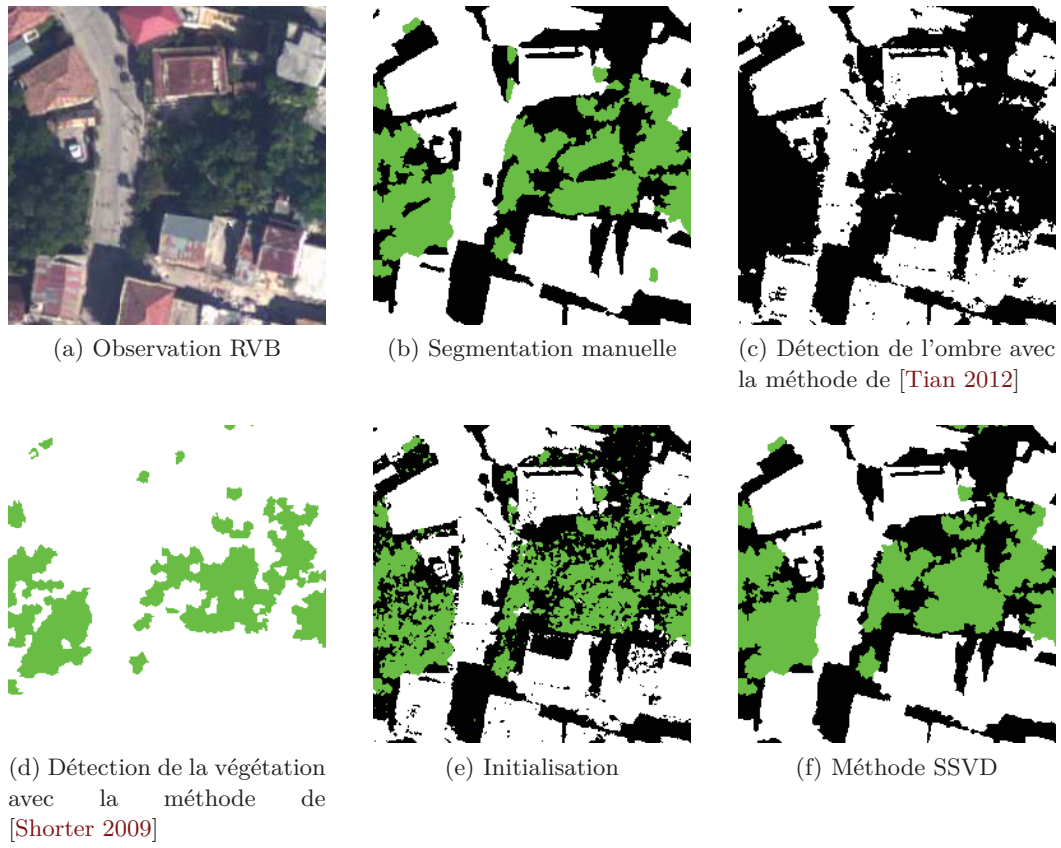 (a) Observation RVB
(b) Segmentation manuelle
(c) Détection de l'ombre avec
la méthode de [Tian 2012]
(d) Détection de la végétation
avec la méthode de
[Shorter 2009]
(e) Initialisation
(f) Méthode SSVD